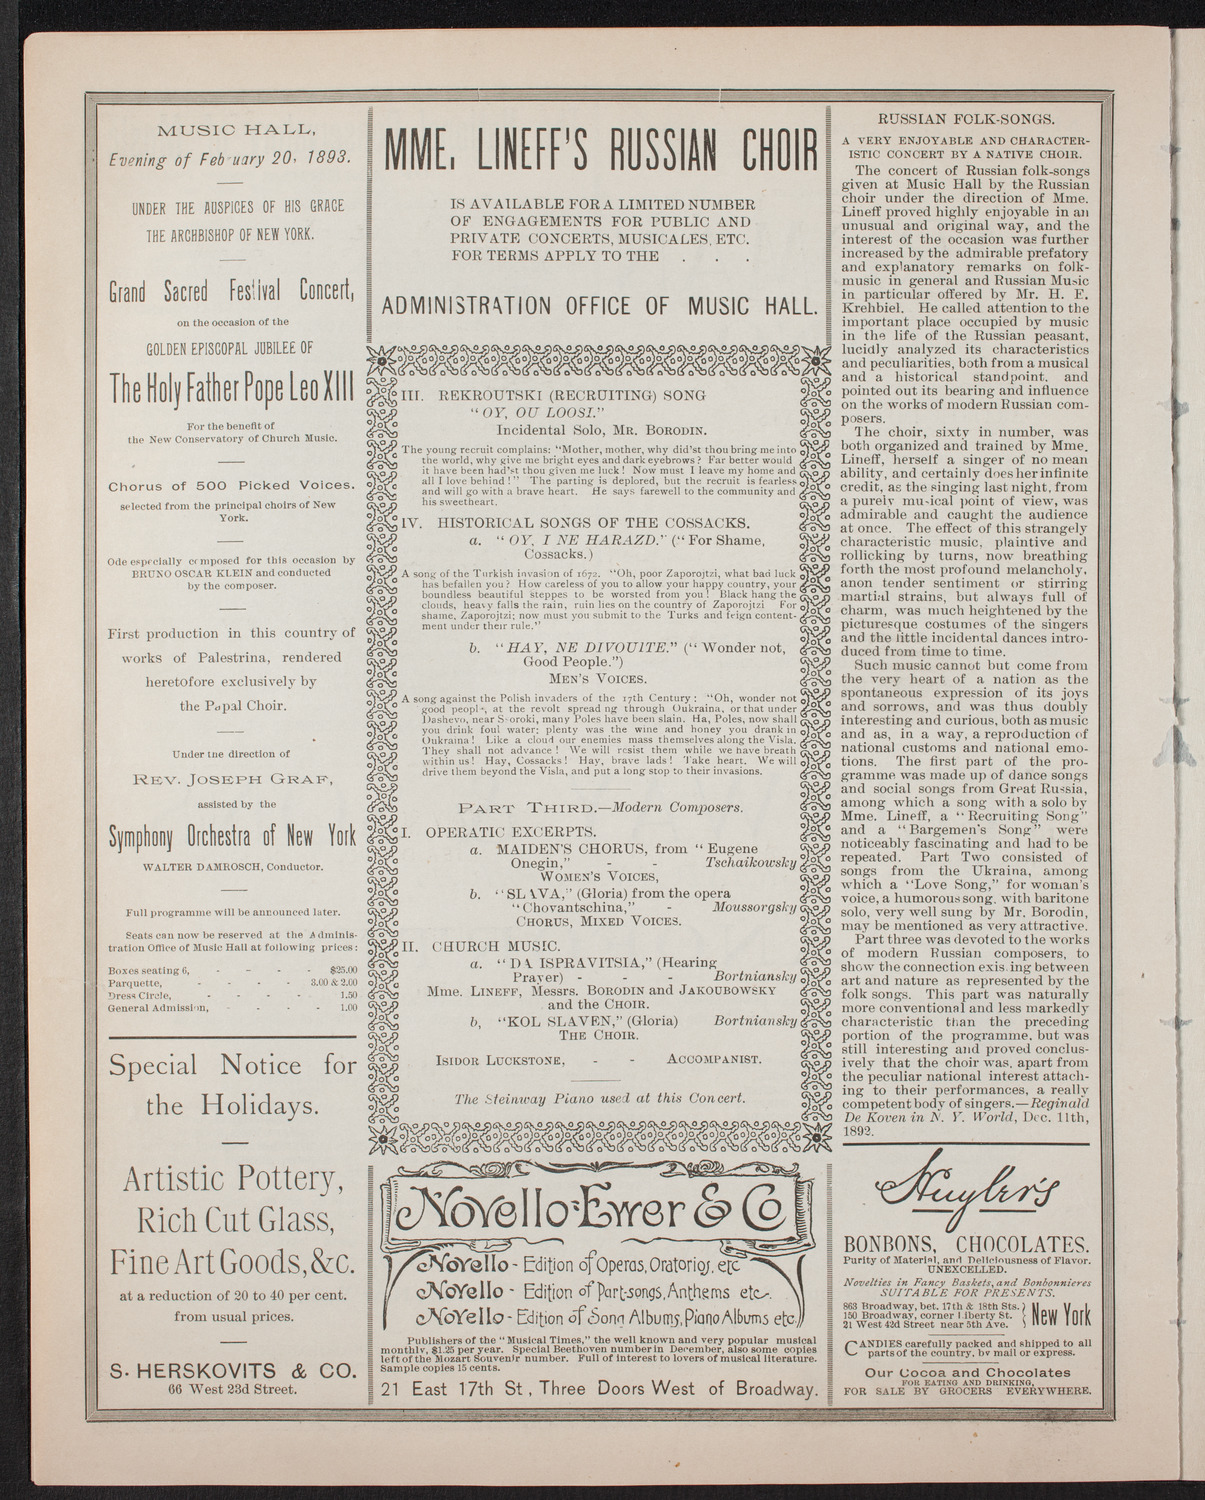 MUSIC HALL,
Evening of February 20, 1893.
UNDER THE AUSPICES OF HIS GRACE
THE ARCHBISHOP OF NEW YORK.
Grand Sacred Festival Concert,
on the occasion of the
GOLDEN EPISCOPAL JUBILEE OF
The Holy Father Pope Leo XIII
For the benefit of
the New Conservatory of Church Music.
Chorus of 500 Picked Voices.
selected from the principal choirs of New
York.
Ode especially composed for this occasion by
BRUNO OSCAR KLEIN and conducted
by the composer.
First production in this country of
works of Palestrina, rendered
heretofore exclusively by
the Papal Choir.
Under the direction of
REV. JOSEPH GRAF,
assisted by the
Symphony Orchestra of New York
WALTER DAMROSCH, Conductor.
Full programme will be announced later.
Seats can now be reserved at the Adminis-
tration Office of Music Hall at following prices:
Boxes seating 6, - - - - $25.00
Parquette, - - - - 3.00 & 2.00
Dress Circle, - - - - - 1.50
General Admission, - - - - 1.00
Special Notice for
the Holidays.
Artistic Pottery,
Rich Cut Glass,
Fine Art Goods, &c.
at a reduction of 20 to 40 per cent.
from usual prices.
S. HERSKOVITS & CO.
66 West 23d Street.
MME. LINEFF'S RUSSIAN CHOIR
IS AVAILABLE FOR A LIMITED NUMBER
OF ENGAGEMENTS FOR PUBLIC AND
PRIVATE CONCERTS, MUSICALES, ETC.
FOR TERMS APPLY TO THE . . .
ADMINISTRATION OFFICE OF MUSIC HALL.
III. REKROUTSKI (RECRUITING) SONG
"OY, OU LOOSI."
Incidental Solo, MR. BORODIN.
The young recruit complains: "Mother, mother, why did'st thou bring me into
the world, why give me bright eyes and dark eyebrows? Far better would
it have been had'st thou given me luck! Now must I leave my home and
all I love behind!" The parting is deplored, but the recruit is fearless
and will go with a brave heart. He says farewell to the community and
his sweetheart.
IV. HISTORICAL SONGS OF THE COSSACKS.
a. "OY, I NE HARAZD." ("For Shame,
Cossacks.)
A song of the Turkish invasion of 1672. "Oh, poor Zaporojtzi, what bad luck
has befallen you? How careless of you to allow your happy country, your
boundless beautiful steppes to be worsted from you! Black hang the
clouds, heavy falls the rain, ruin lies on the country of Zaporojtzi For
shame, Zaporojtzi; now must you submit to the Turks and feign content-
ment under their rule."
b. "HAY, NE DIVOUITE." ("Wonder not,
Good People.")
MEN'S VOICES.
A song against the Polish invaders of the 17th Century: "Oh, wonder not
good people, at the revolt spreading through Oukraina, or that under
Dashevo, near Soroki, many Poles have been slain. Ha, Poles, now shall
you drink foul water; plenty was the wine and honey you drank in
Oukraina! Like a cloud our enemies mass themselves along the Visla.
They shall not advance! We will resist them while we have breath
within us! Hay, Cossacks! Hay, brave lads! Take heart. We will
drive them beyond the Visla, and put a long stop to their invasions.
PART THIRD.—Modern Composers.
I. OPERATIC EXCERPTS.
a. MAIDEN'S CHORUS, from "Eugene
Onegin," - - Tschaikowsky
WOMEN'S VOICES,
b. "SLAVA," (Gloria) from the opera
"Chovantschina," - Moussorgsky
CHORUS, MIXED VOICES.
II. CHURCH MUSIC.
a. "DA ISPRAVITSIA," (Hearing
Prayer) - - - Bortniansky
Mme. LINEFF, Messrs. BORODIN and JAKOUBOWSKY
and the CHOIR.
b, "KOL SLAVEN," (Gloria) Bortniansky
THE CHOIR.
ISIDOR LUCKSTONE, - - ACCOMPANIST.
The Steinway Piano used at this Concert.
Novello-Ewer & Co
Novello - Edition of Operas, Oratorios, etc
Novello - Edition of Part-songs, Anthems etc.
Novello - Edition of Song Albums, Piano Albums etc.
Publishers of the "Musical Times," the well known and very popular musical
monthly, $1.25 per year. Special Beethoven number in December, also some copies
left of the Mozart Souvenir number. Full of interest to lovers of musical literature.
Sample copies 15 cents.
21 East 17th St, Three Doors West of Broadway.
RUSSIAN FOLK-SONGS.
A VERY ENJOYABLE AND CHARACTER-
ISTIC CONCERT BY A NATIVE CHOIR.
The concert of Russian folk-songs
given at Music Hall by the Russian
choir under the direction of Mme.
Lineff proved highly enjoyable in an
unusual and original way, and the
interest of the occasion was further
increased by the admirable prefatory
and explanatory remarks on folk-
music in general and Russian Music
in particular offered by Mr. H. E.
Krehbiel. He called attention to the
important place occupied by music
in the life of the Russian peasant,
lucidly analyzed its characteristics
and peculiarities, both from a musical
and a historical standpoint, and
pointed out its bearing and influence
on the works of modern Russian com-
posers.
The choir, sixty in number, was
both organized and trained by Mme.
Lineff, herself a singer of no mean
ability, and certainly does her infinite
credit, as the singing last night, from
a purely musical point of view, was
admirable and caught the audience
at once. The effect of this strangely
characteristic music, plaintive and
rollicking by turns, now breathing
forth the most profound melancholy,
anon tender sentiment or stirring
martial strains, but always full of
charm, was much heightened by the
picturesque costumes of the singers
and the little incidental dances intro-
duced from time to time.
Such music cannot but come from
the very heart of a nation as the
spontaneous expression of its joys
and sorrows, and was thus doubly
interesting and curious, both as music
and as, in a way, a reproduction of
national customs and national emo-
tions. The first part of the pro-
gramme was made up of dance songs
and social songs from Great Russia,
among which a song with a solo by
Mme. Lineff, a "Recruiting Song"
and a "Bargemen's Song" were
noticeably fascinating and had to be
repeated. Part Two consisted of
songs from the Ukraina, among
which a "Love Song," for woman's
voice, a humorous song, with baritone
solo, very well sung by Mr. Borodin,
may be mentioned as very attractive.
Part three was devoted to the works
of modern Russian composers, to
show the connection existing between
art and nature as represented by the
folk songs. This part was naturally
more conventional and less markedly
characteristic than the preceding
portion of the programme, but was
still interesting and proved conclus-
ively that the choir was, apart from
the peculiar national interest attach-
ing to their performances, a really
competent body of singers.—Reginald
De Koven in N. Y. World, Dec. 11th,
1892.
Huyler's
BONBONS, CHOCOLATES.
Purity of Material, and Deliciousness of Flavor.
UNEXCELLED.
Novelties in Fancy Baskets, and Bonbonnieres
SUITABLE FOR PRESENTS.
863 Broadway, bet. 17th & 18th Sts.
150 Broadway, corner Liberty St.
21 West 42d Street near 5th Ave.
New York
CANDIES carefully packed and shipped to all
parts of the country, by mail or express.
Our Cocoa and Chocolates
FOR EATING AND DRINKING,
FOR SALE BY GROCERS EVERYWHERE.